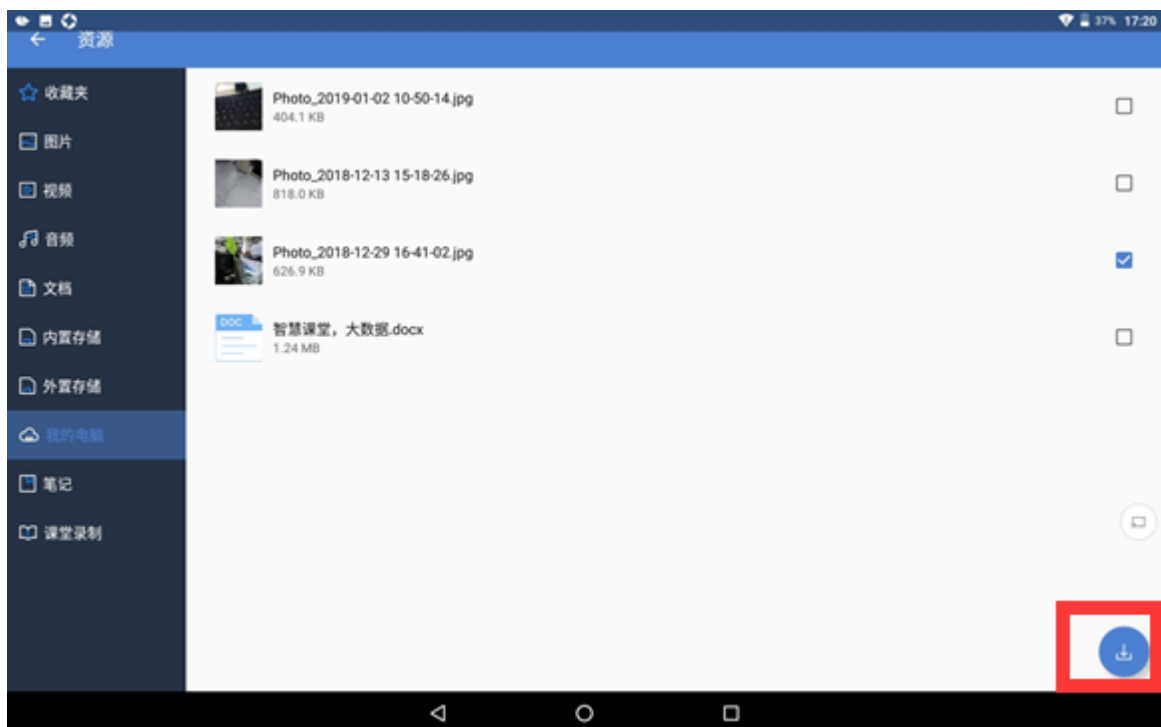 37% 17:20
资源
收藏夹
图片
视频
音频
文档
内置存储
外置存储
我的电脑
笔记
课堂录制
Photo_2019-01-02 10-50-14.jpg
404.1 KB
Photo_2018-12-13 15-18-26.jpg
818.0 KB
Photo_2018-12-29 16-41-02.jpg
626.9 KB
DOC
智慧课堂，大数据.docx
1.24 MB